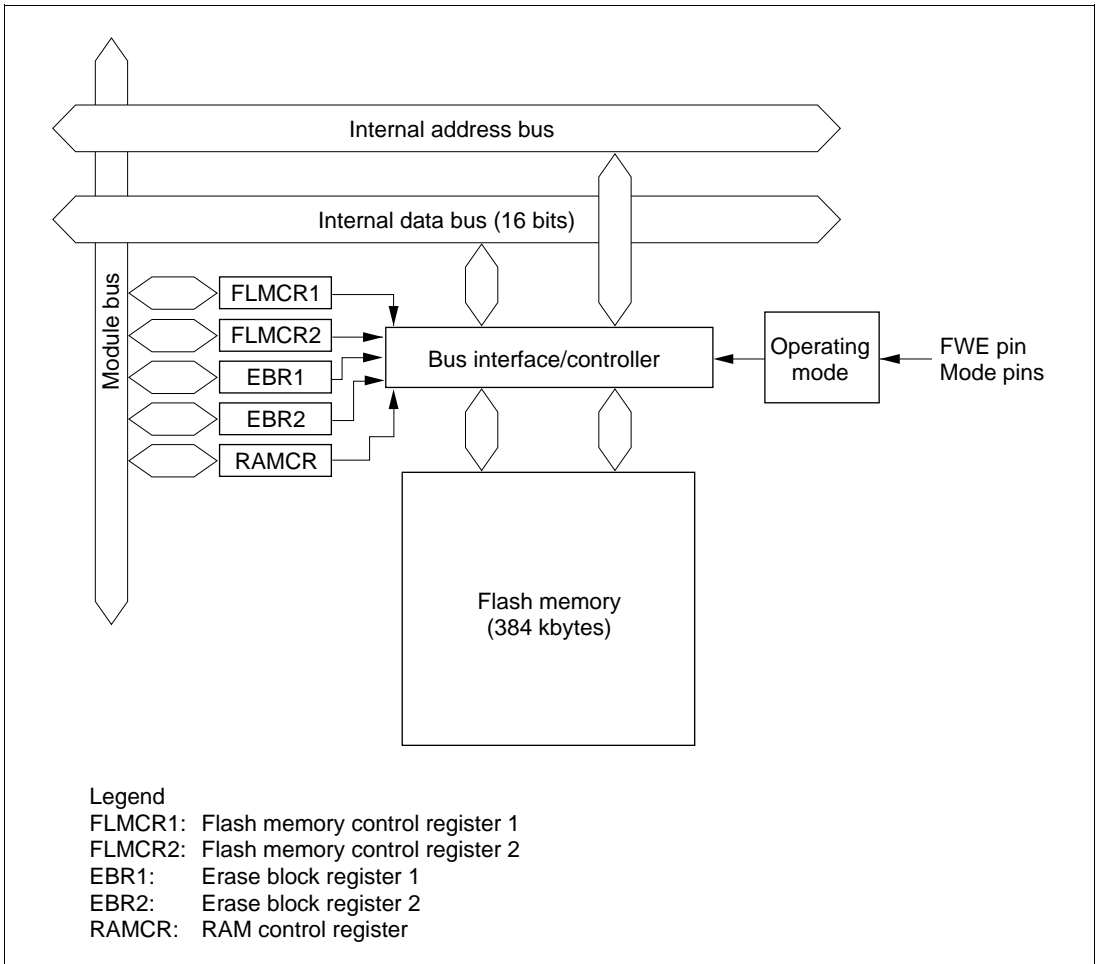 Internal address bus
Internal data bus (16 bits)
Module bus
FLMCR1
FLMCR2
EBR1
EBR2
RAMCR
Bus interface/controller
Operating
mode
FWE pin
Mode pins
Flash memory
(384 kbytes)
Legend
FLMCR1: Flash memory control register 1
FLMCR2: Flash memory control register 2
EBR1: Erase block register 1
EBR2: Erase block register 2
RAMCR: RAM control register